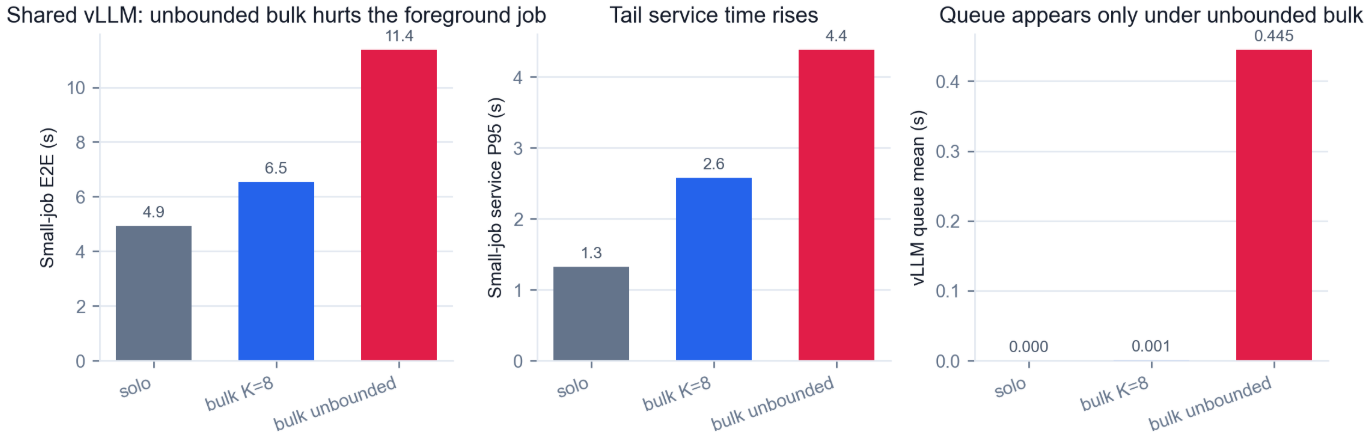 Shared vLLM: unbounded bulk hurts the foreground job
Small-job E2E (s)
10
8
6
4
2
0
4.9
6.5
11.4
solo
bulk K=8
bulk unbounded
Tail service time rises
Small-job service P95 (s)
4
3
2
1
0
1.3
2.6
4.4
solo
bulk K=8
bulk unbounded
Queue appears only under unbounded bulk
vLLM queue mean (s)
0.4
0.3
0.2
0.1
0.0
0.000
0.001
0.445
solo
bulk K=8
bulk unbounded